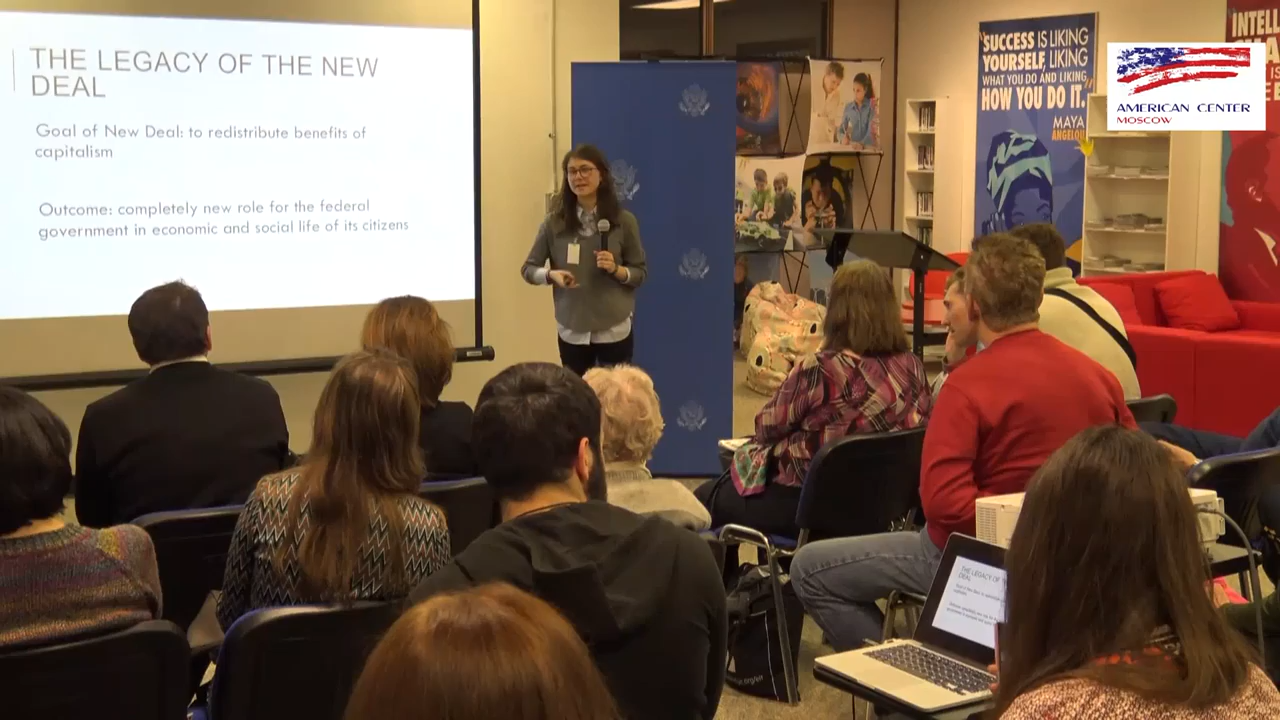 THE LEGACY OF THE NEW
DEAL
Goal of New Deal: to redistribute benefits of
capitalism
Outcome: completely new role for the federal
government in economic and social life of its citizens
"SUCCESS IS LIKING
YOURSELF, LIKING
WHAT YOU DO AND LIKING
HOW YOU DO IT."
MAYA
ANGELOU
AMERICAN CENTER
MOSCOW
"INTELL
IS
THE LEGACY OF
DEAL